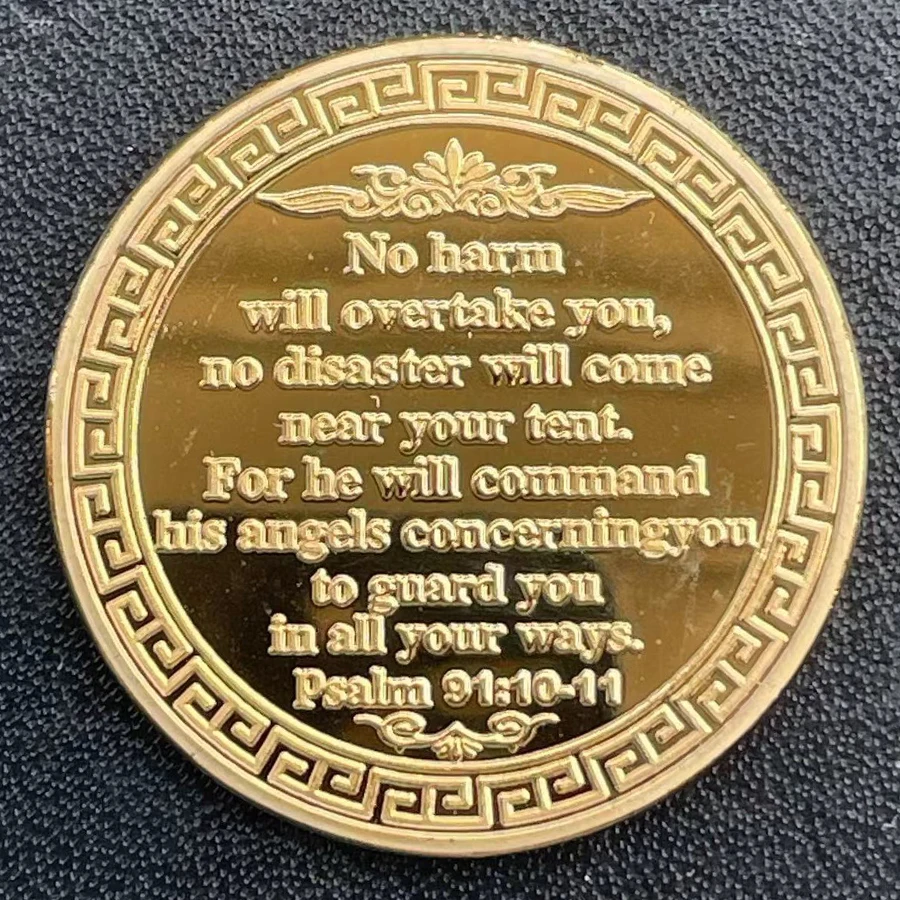 No harm
will overtake you,
no disaster will come
near your tent.
For he will command
his angels concerningyou
to guard you
in all your ways.
Psalm 91:10-11